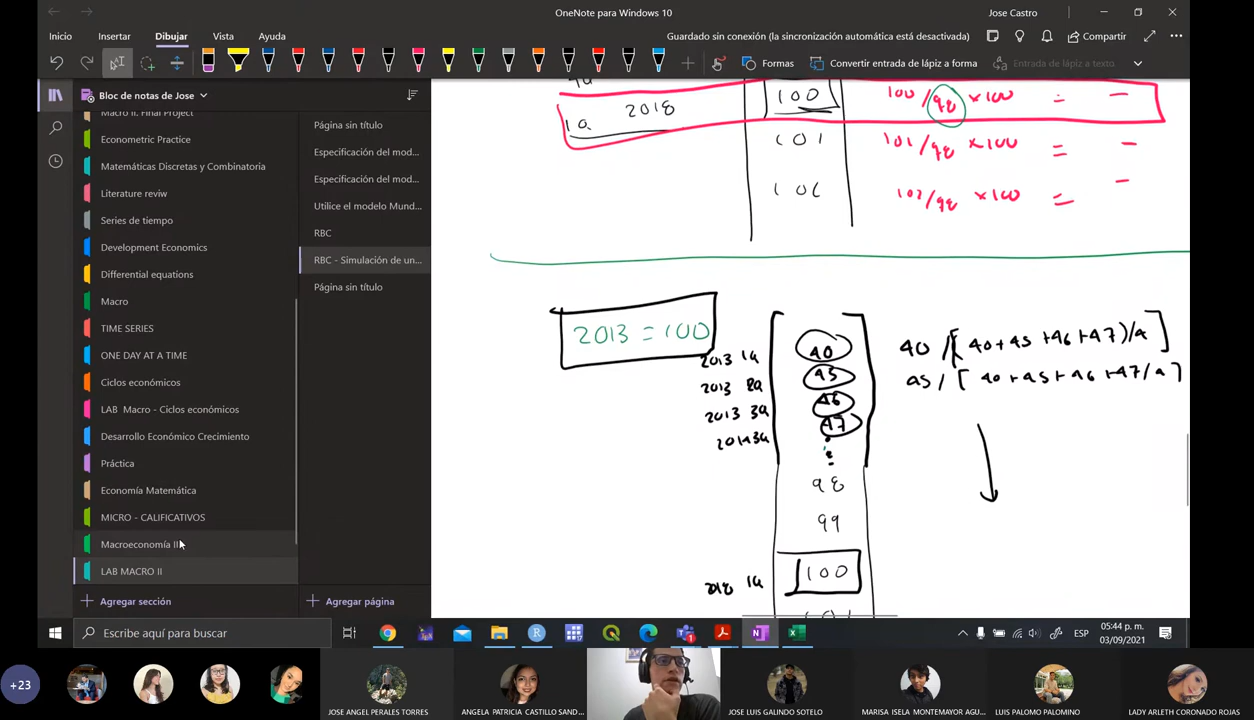 OneNote para Windows 10
Jose Castro
Inicio Insertar Dibujar Vista Ayuda
Guardado sin conexión (la sincronización automática está desactivada)
Compartir
Formas
Convertir entrada de lápiz a forma
Entrada de lápiz a texto
Bloc de notas de Jose
Macro II. Final Project
Econometric Practice
Matemáticas Discretas y Combinatoria
Literature reviw
Series de tiempo
Development Economics
Differential equations
Macro
TIME SERIES
ONE DAY AT A TIME
Ciclos económicos
LAB Macro - Ciclos económicos
Desarrollo Económico Crecimiento
Práctica
Economía Matemática
MICRO - CALIFICATIVOS
Macroeconomía II
LAB MACRO II
Agregar sección
Página sin título
Especificación del mod...
Especificación del mod...
Utilice el modelo Mund...
RBC
RBC - Simulación de un...
Página sin título
Agregar página
2018 100 100/98 ×100 = –
101 101/98 ×100 = –
102/98 ×100 = –
2013 = 100
40
45
46
47
98
99
100
101
Escribe aquí para buscar
ESP
05:44 p. m.
03/09/2021
+23
JOSE ANGEL PERALES TORRES
ANGELA PATRICIA CASTILLO SAND...
JOSE LUIS GALINDO SOTELO
MARISA ISELA MONTEMAYOR AGU...
LUIS PALOMO PALOMINO
LADY ARLETH CORONADO ROJAS